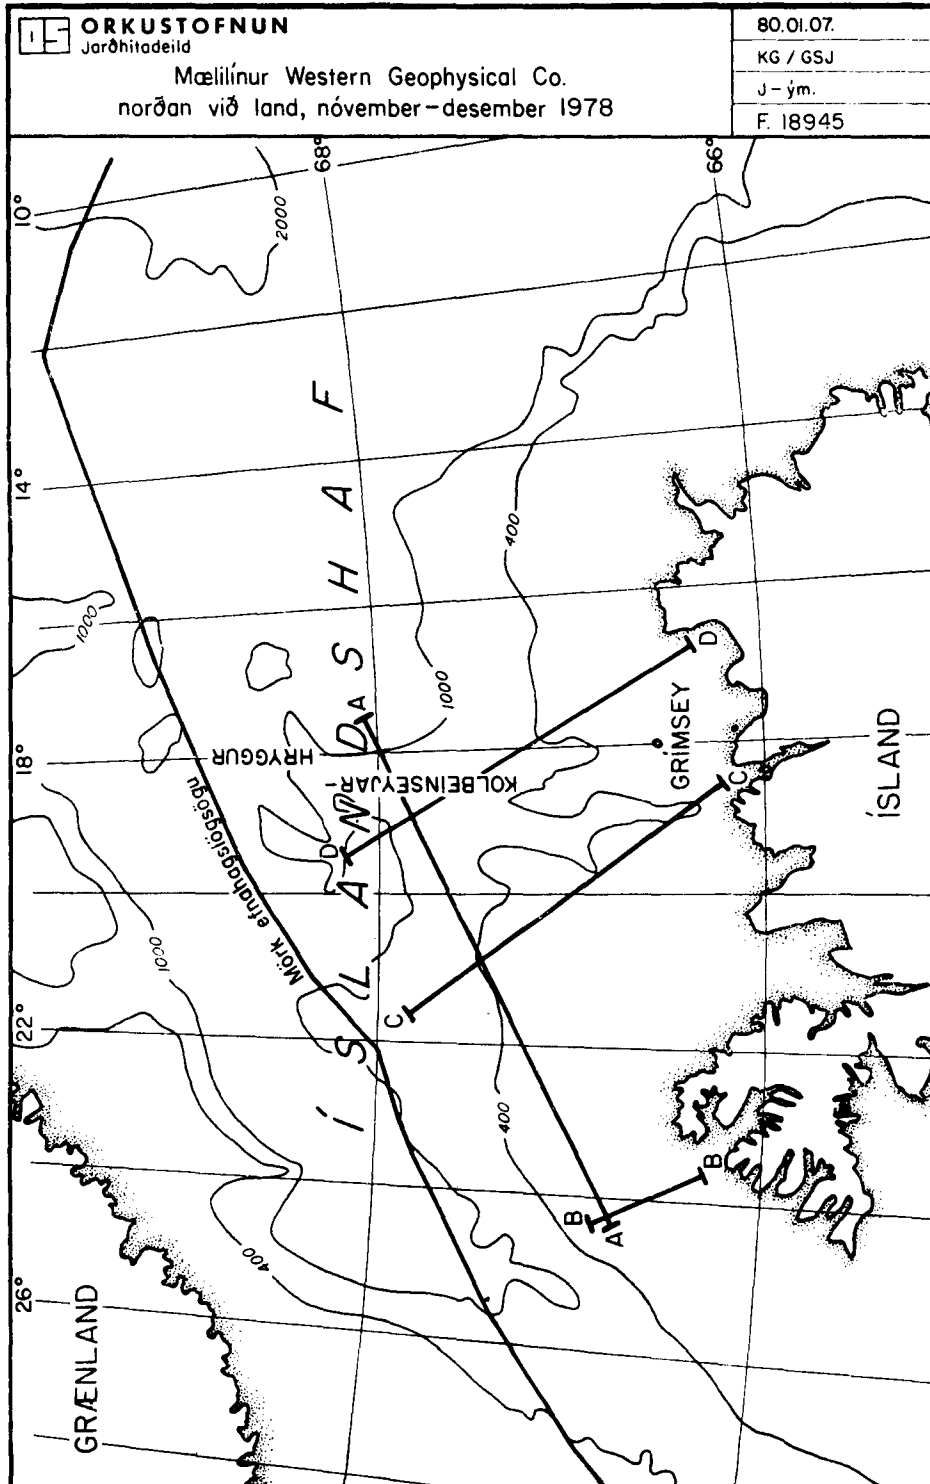 ORKUSTOFNUN
Jarðhitadeild
Mælilínur Western Geophysical Co.
norðan við land, nóvember-desember 1978
80.01.07.
KG / GSJ
J-ým.
F. 18945
68°
66°
10°
14°
18°
22°
26°
2000
400
1000
1000
1000
400
400
ÍSLANDSHAF
HRYGGUR
KOLBEINSEYJAR-
Mörk efnahagslögsögu
GRÍMSEY
ÍSLAND
GRÆNLAND
A
A
B
B
C
C
D
D